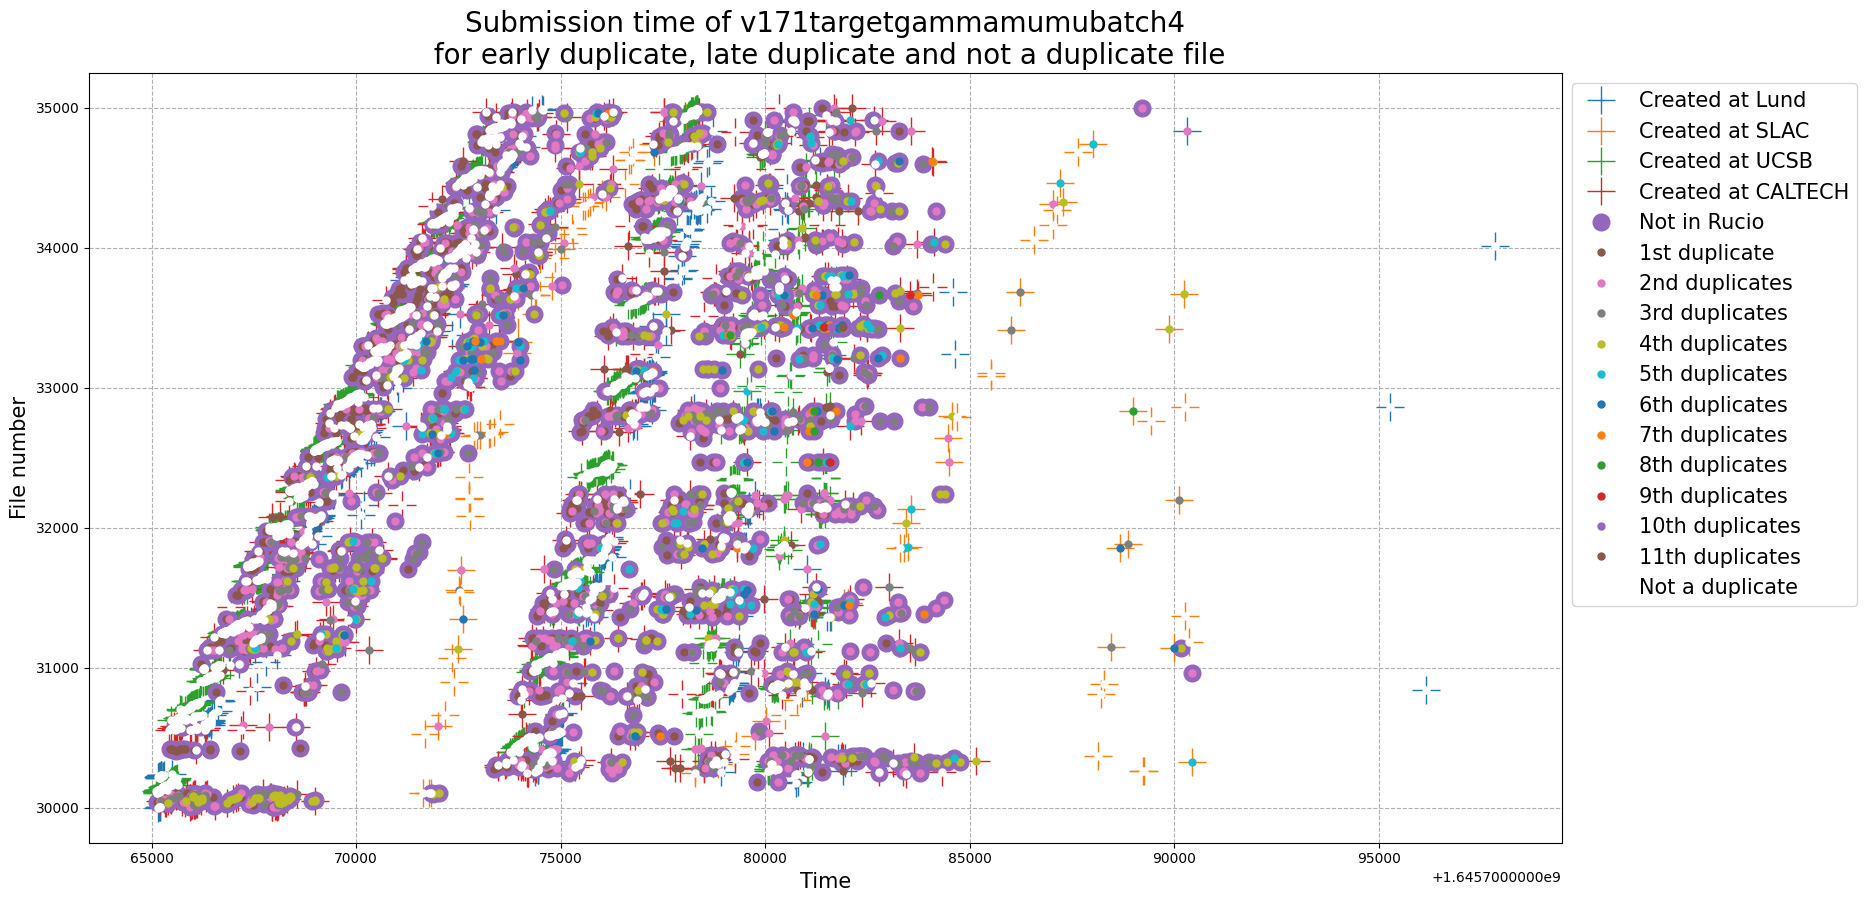 Submission time of v171targetgammamumubatch4
for early duplicate, late duplicate and not a duplicate file
File number
35000
34000
33000
32000
31000
30000
65000
70000
75000
80000
85000
90000
95000
+1.6457000000e9
Time
Created at Lund
Created at SLAC
Created at UCSB
Created at CALTECH
Not in Rucio
1st duplicate
2nd duplicates
3rd duplicates
4th duplicates
5th duplicates
6th duplicates
7th duplicates
8th duplicates
9th duplicates
10th duplicates
11th duplicates
Not a duplicate